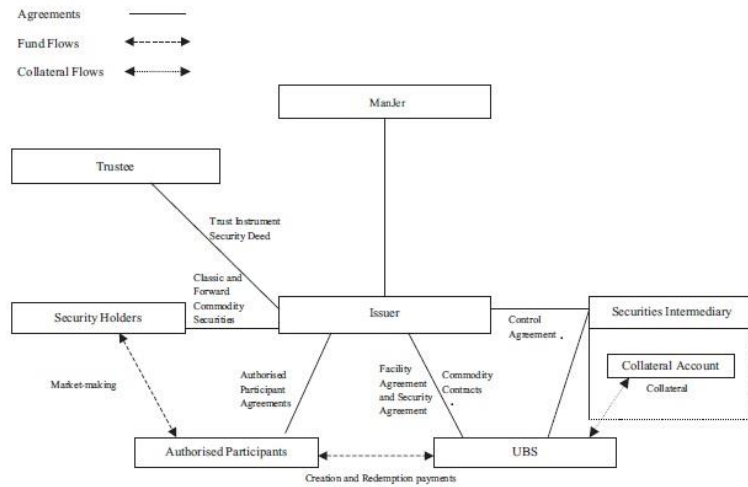 Agreements
Fund Flows
Collateral Flows
ManJer
Trustee
Trust Instrument
Security Deed
Classic and
Forward
Commodity
Securities
Security Holders
Issuer
Securities Intermediary
Control
Agreement
Collateral Account
Collateral
Market-making
Authorised
Participant
Agreements
Facility
Agreement
and Security
Agreement
Commodity
Contracts
Authorised Participants
UBS
Creation and Redemption payments